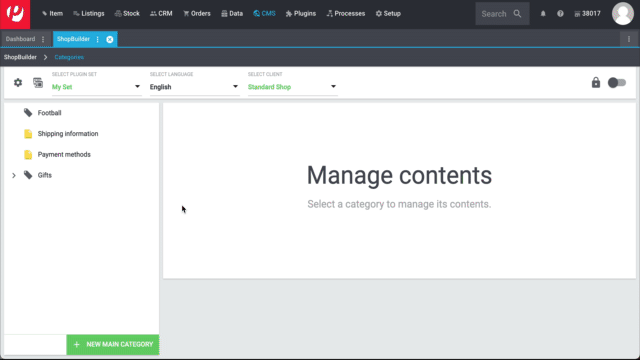 Item Listings Stock CRM Orders Data CMS Plugins Processes Setup Search 38017
Dashboard ShopBuilder
ShopBuilder Categories
SELECT PLUGIN SET SELECT LANGUAGE SELECT CLIENT
My Set English Standard Shop
Football
Shipping information
Payment methods
Gifts
Manage contents
Select a category to manage its contents.
+ NEW MAIN CATEGORY